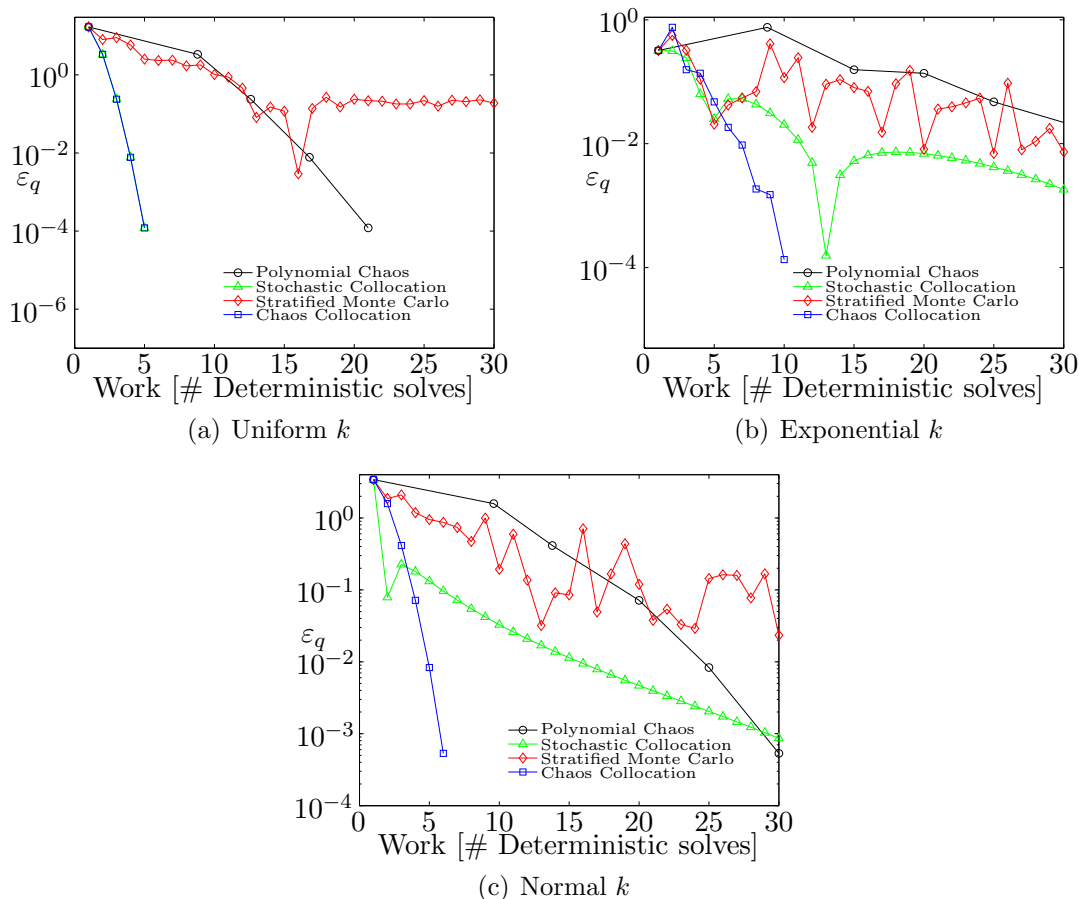 10^0
10^−2
ε_q
10^−4
10^−6
Polynomial Chaos
Stochastic Collocation
Stratified Monte Carlo
Chaos Collocation
0 5 10 15 20 25 30
Work [# Deterministic solves]
(a) Uniform k
10^0
10^−2
ε_q
10^−4
Polynomial Chaos
Stochastic Collocation
Stratified Monte Carlo
Chaos Collocation
0 5 10 15 20 25 30
Work [# Deterministic solves]
(b) Exponential k
10^0
10^−1
ε_q
10^−2
10^−3
10^−4
Polynomial Chaos
Stochastic Collocation
Stratified Monte Carlo
Chaos Collocation
0 5 10 15 20 25 30
Work [# Deterministic solves]
(c) Normal k